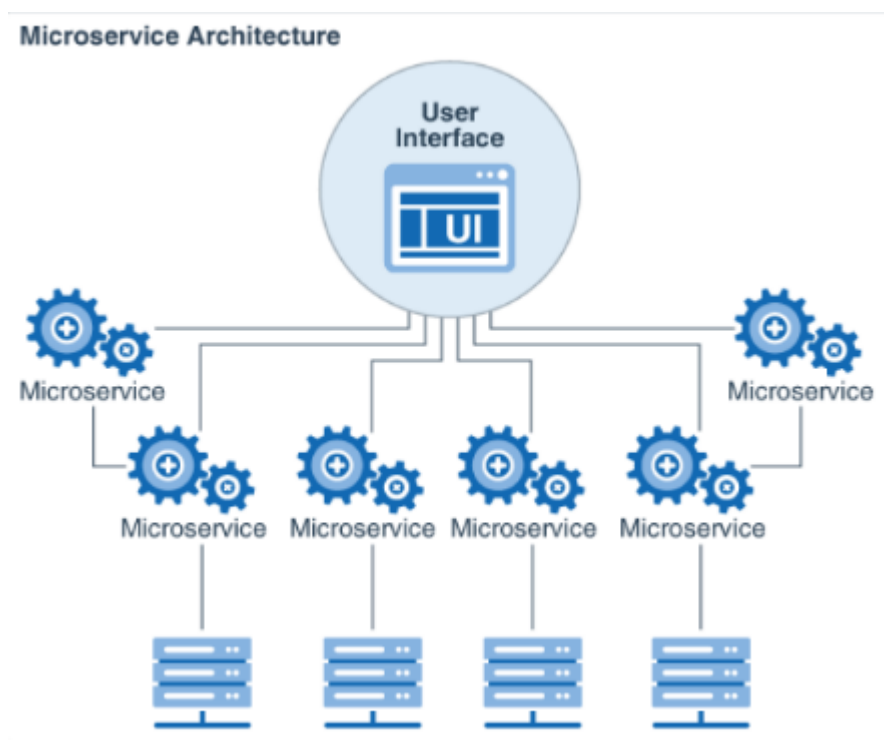 Microservice Architecture
User
Interface
UI
Microservice
Microservice
Microservice
Microservice
Microservice
Microservice